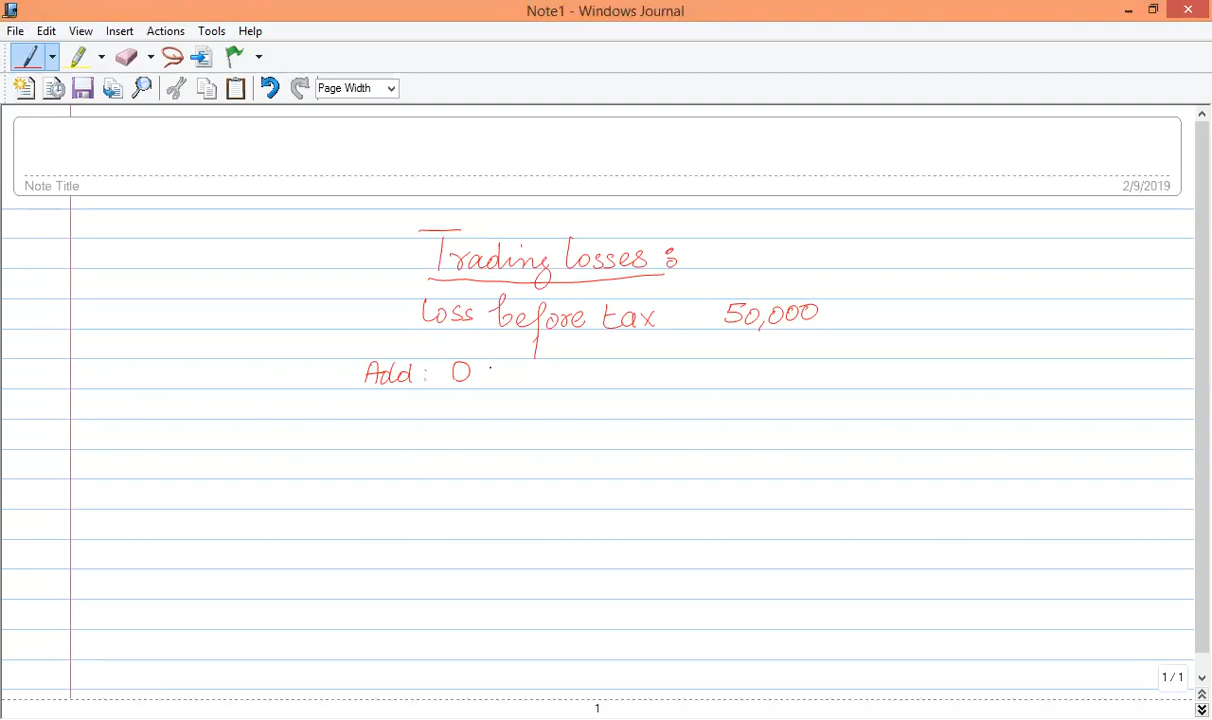 Note1 - Windows Journal
File Edit View Insert Actions Tools Help
Page Width
Note Title 2/9/2019
Trading losses :
Loss before tax 50,000
Add : D
1 / 1
1